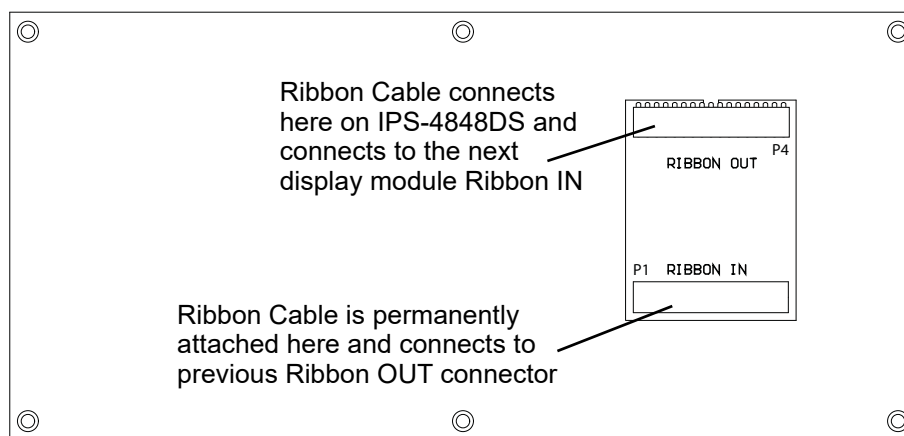 Ribbon Cable connects
here on IPS-4848DS and
connects to the next
display module Ribbon IN
P4
RIBBON OUT
P1 RIBBON IN
Ribbon Cable is permanently
attached here and connects to
previous Ribbon OUT connector